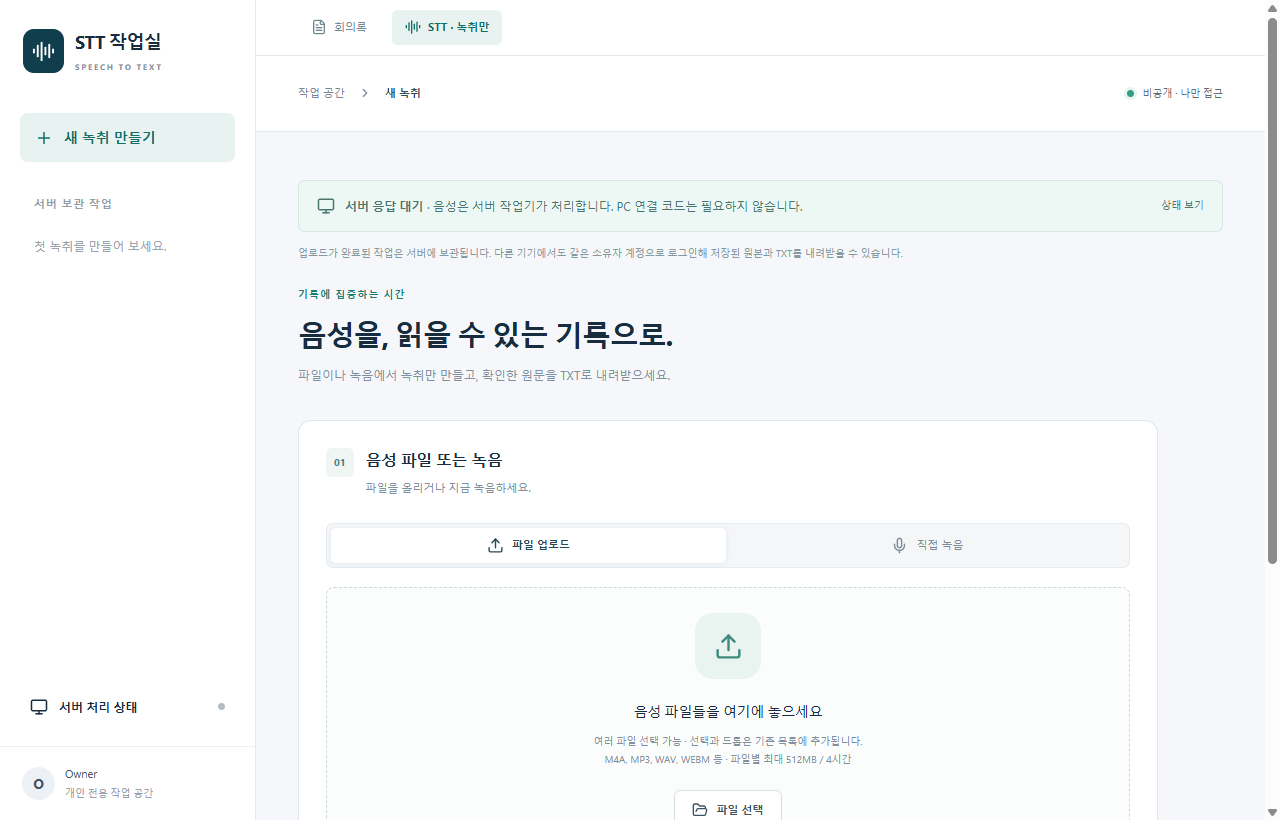 STT 작업실
SPEECH TO TEXT
새 녹취 만들기
서버 보관 작업
첫 녹취를 만들어 보세요.
서버 처리 상태
O
Owner
개인 전용 작업 공간
회의록
STT · 녹취만
작업 공간
새 녹취
비공개 · 나만 접근
서버 응답 대기 · 음성은 서버 작업기가 처리합니다. PC 연결 코드는 필요하지 않습니다.
상태 보기
업로드가 완료된 작업은 서버에 보관됩니다. 다른 기기에서도 같은 소유자 계정으로 로그인해 저장된 원본과 TXT를 내려받을 수 있습니다.
기록에 집중하는 시간
음성을, 읽을 수 있는 기록으로.
파일이나 녹음에서 녹취만 만들고, 확인한 원문을 TXT로 내려받으세요.
01
음성 파일 또는 녹음
파일을 올리거나 지금 녹음하세요.
파일 업로드
직접 녹음
음성 파일들을 여기에 놓으세요
여러 파일 선택 가능 · 선택과 드롭은 기존 목록에 추가됩니다.
M4A, MP3, WAV, WEBM 등 · 파일별 최대 512MB / 4시간
파일 선택